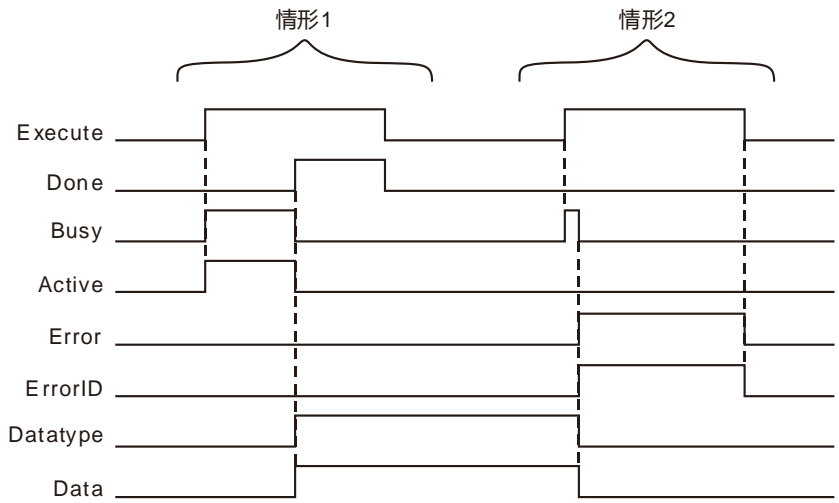 情形1
情形2
Execute
Done
Busy
Active
Error
ErrorID
Datatype
Data